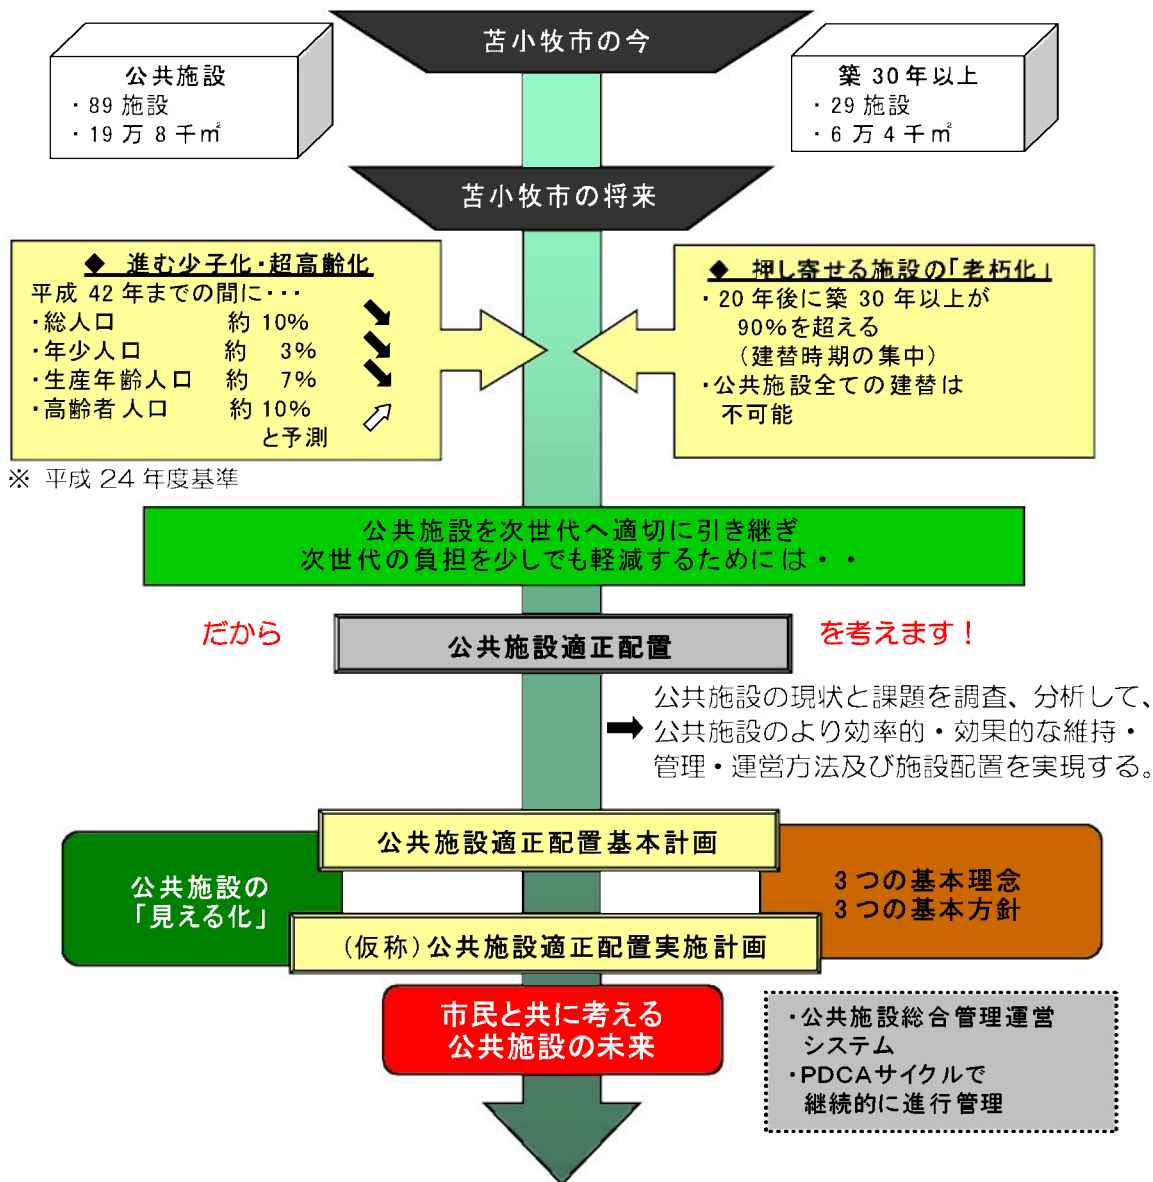 苫小牧市の今
公共施設
・89 施設
・19 万 8 千㎡
築 30 年以上
・29 施設
・6 万 4 千㎡
苫小牧市の将来
◆ 進む少子化・超高齢化
平成 42 年までの間に・・・
・総人口 約 10%
・年少人口 約 3%
・生産年齢人口 約 7%
・高齢者人口 約 10%
と予測
※ 平成 24 年度基準
◆ 押し寄せる施設の「老朽化」
・20 年後に築 30 年以上が
90%を超える
(建替時期の集中)
・公共施設全ての建替は
不可能
公共施設を次世代へ適切に引き継ぎ
次世代の負担を少しでも軽減するためには・・
だから 公共施設適正配置 を考えます！
公共施設の現状と課題を調査、分析して、
公共施設のより効率的・効果的な維持・
管理・運営方法及び施設配置を実現する。
公共施設適正配置基本計画
公共施設の
「見える化」
3つの基本理念
3つの基本方針
(仮称)公共施設適正配置実施計画
市民と共に考える
公共施設の未来
・公共施設総合管理運営
システム
・PDCAサイクルで
継続的に進行管理